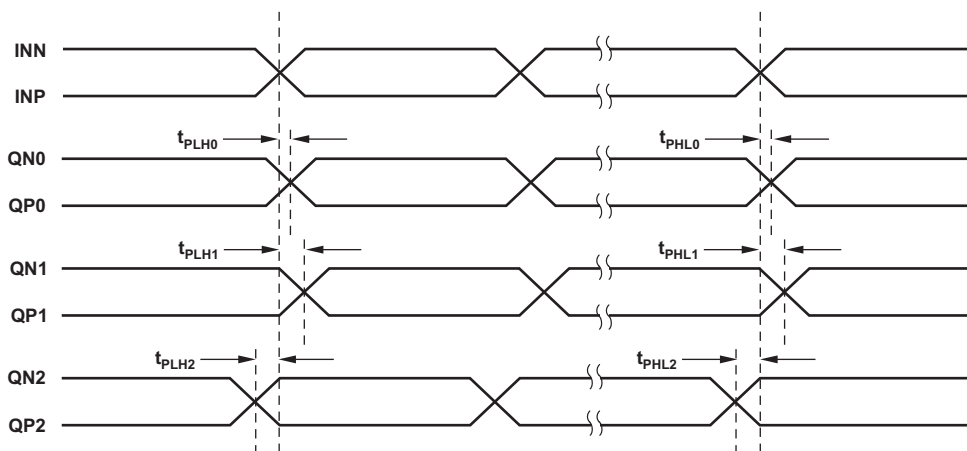 INN
INP
tPLH0
tPHL0
QN0
QP0
tPLH1
tPHL1
QN1
QP1
tPLH2
tPHL2
QN2
QP2